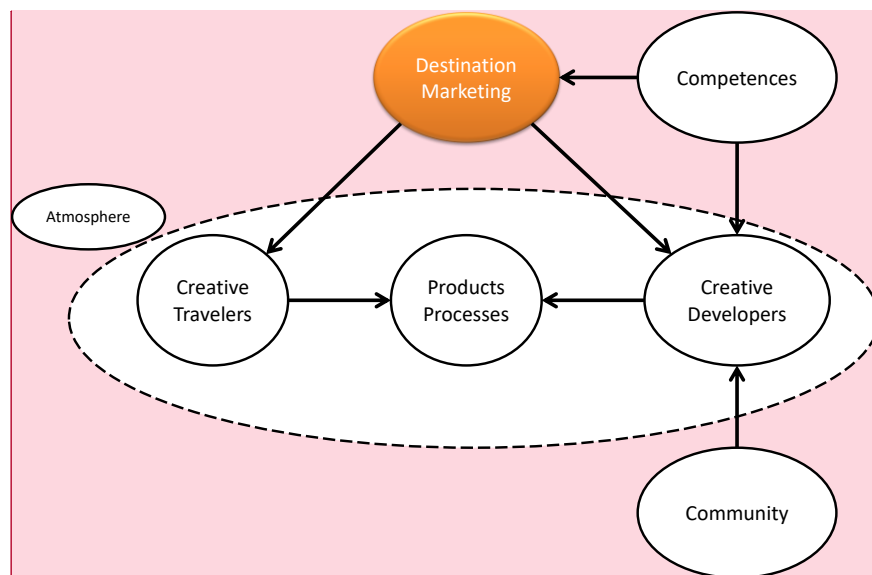 Destination
Marketing
Competences
Atmosphere
Creative
Travelers
Products
Processes
Creative
Developers
Community